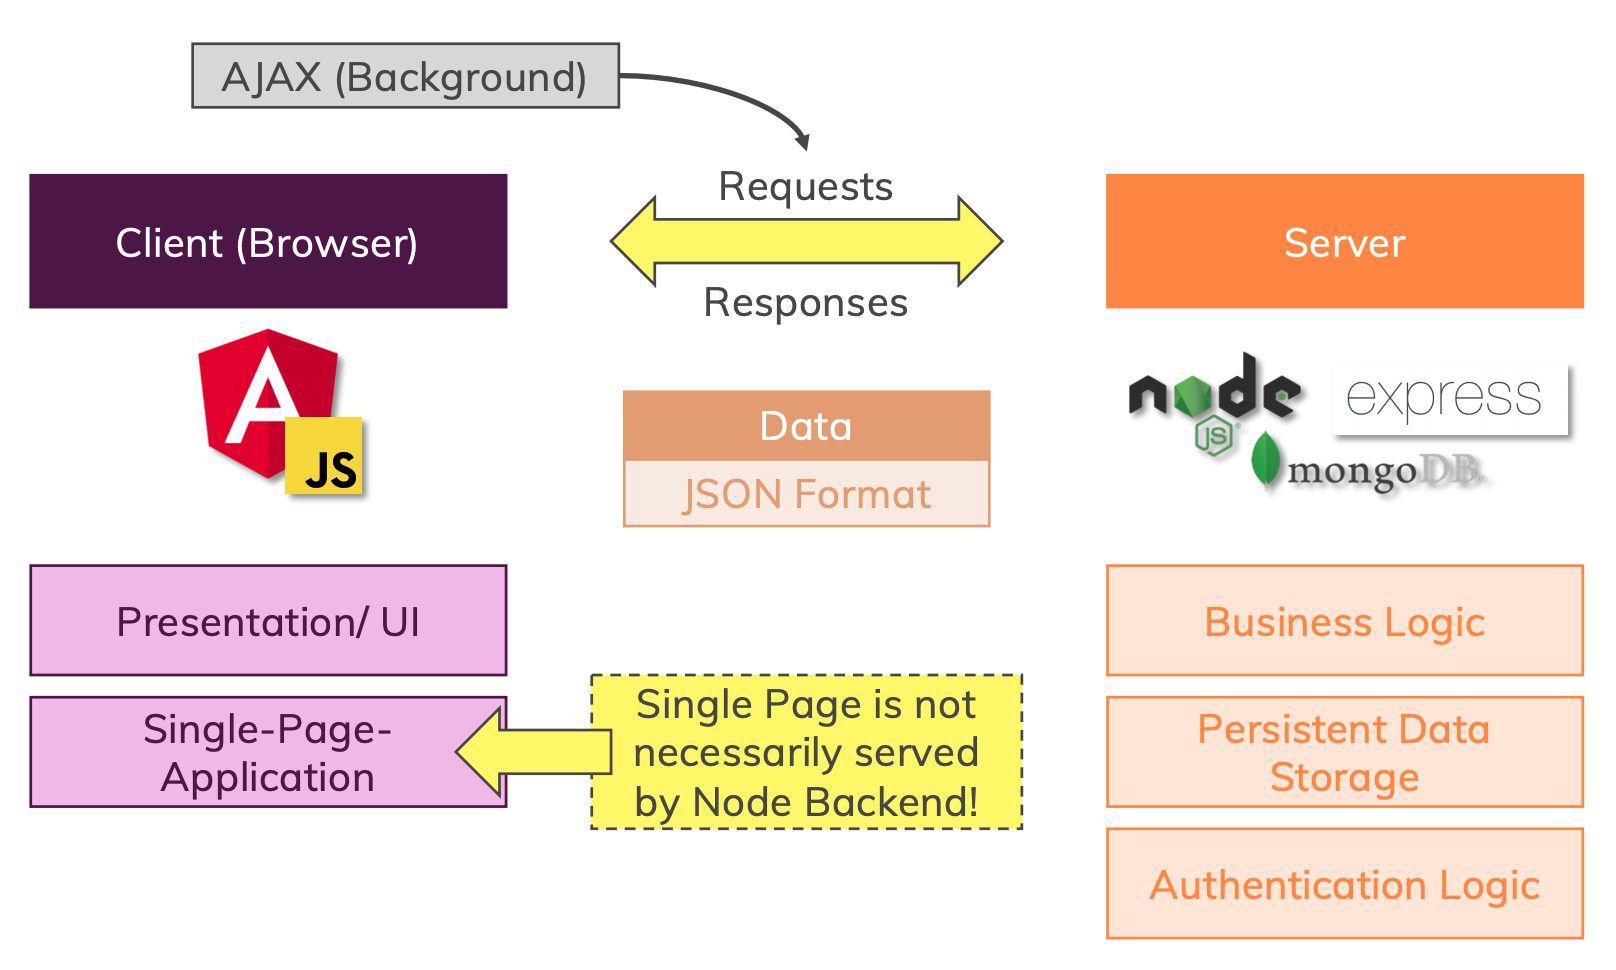 AJAX (Background)
Client (Browser)
Requests
Responses
Server
JS
node
JS
express
mongoDB
Data
JSON Format
Presentation/ UI
Single-Page-
Application
Single Page is not
necessarily served
by Node Backend!
Business Logic
Persistent Data
Storage
Authentication Logic